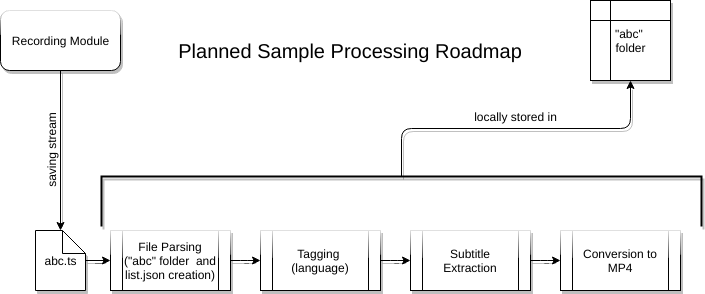 Recording Module
Planned Sample Processing Roadmap
"abc"
folder
locally stored in
saving stream
abc.ts
File Parsing
("abc" folder and
list.json creation)
Tagging
(language)
Subtitle
Extraction
Conversion to
MP4